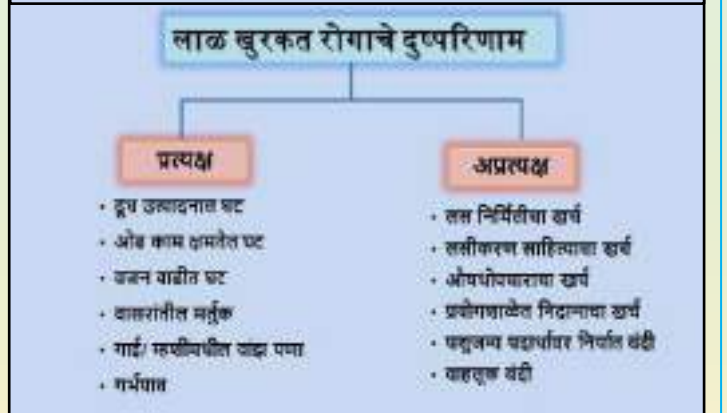 लाळ खुरकत रोगाचे दुष्परिणाम
प्रत्यक्ष
• दूध उत्पादनात घट
• ओढ काम क्षमतेत घट
• वजन वाढीत घट
• वासरांतील मर्तुक
• गाई/ म्हशीमधील वांझ पणा
• गर्भपात
अप्रत्यक्ष
• लस निर्मितीचा खर्च
• लसीकरण साहित्याचा खर्च
• औषधोपचाराचा खर्च
• प्रयोगशाळेत निदानाचा खर्च
• पशुजन्य पदार्थावर निर्यात बंदी
• वाहतूक बंदी